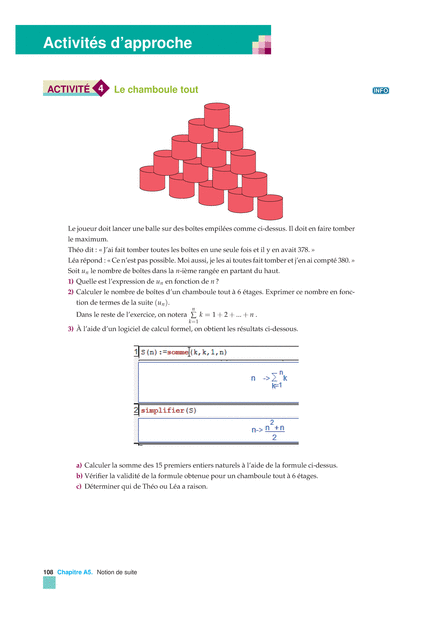 Activités d'approche
ACTIVITÉ 4 Le chamboule tout
INFO
Le joueur doit lancer une balle sur des boîtes empilées comme ci-dessus. Il doit en faire tomber
le maximum.
Théo dit : « J'ai fait tomber toutes les boîtes en une seule fois et il y en avait 378. »
Léa répond : « Ce n'est pas possible. Moi aussi, je les ai toutes fait tomber et j'en ai compté 380. »
Soit uₙ le nombre de boîtes dans la n-ième rangée en partant du haut.
1) Quelle est l'expression de uₙ en fonction de n ?
2) Calculer le nombre de boîtes d'un chamboule tout à 6 étages. Exprimer ce nombre en fonc-
tion de termes de la suite (uₙ).
Dans le reste de l'exercice, on notera n∑k=1 k = 1 + 2 + ... + n .
3) À l'aide d'un logiciel de calcul formel, on obtient les résultats ci-dessous.
1 S(n):=somme(k,k,1,n)
n -> n∑k=1 k
2 simplifier(S)
n-> n²+n / 2
a) Calculer la somme des 15 premiers entiers naturels à l'aide de la formule ci-dessus.
b) Vérifier la validité de la formule obtenue pour un chamboule tout à 6 étages.
c) Déterminer qui de Théo ou Léa a raison.
108 Chapitre A5. Notion de suite